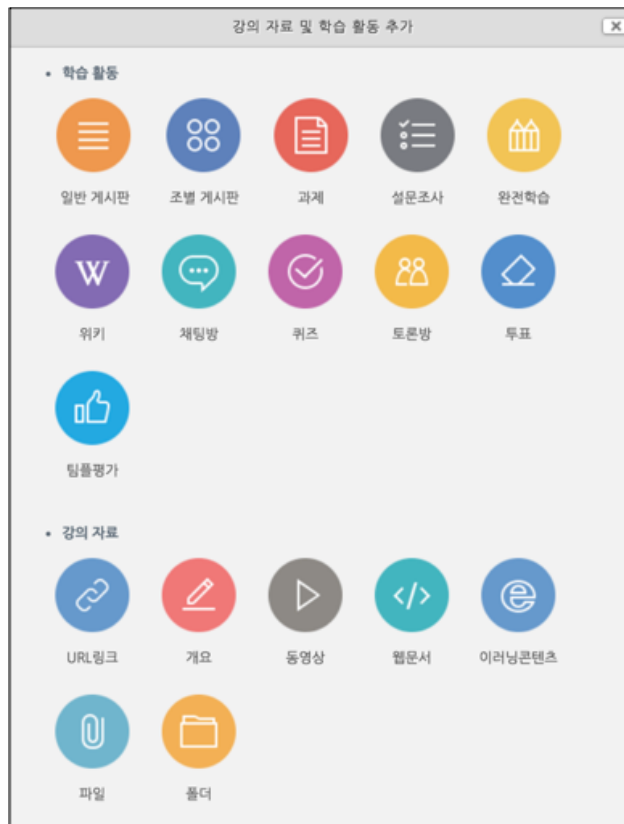 강의 자료 및 학습 활동 추가
학습 활동
일반 게시판 조별 게시판 과제 설문조사 완전학습
W
위키 채팅방 퀴즈 토론방 투표
팀플평가
강의 자료
</>
e
URL링크 개요 동영상 웹문서 이러닝콘텐츠
파일 폴더